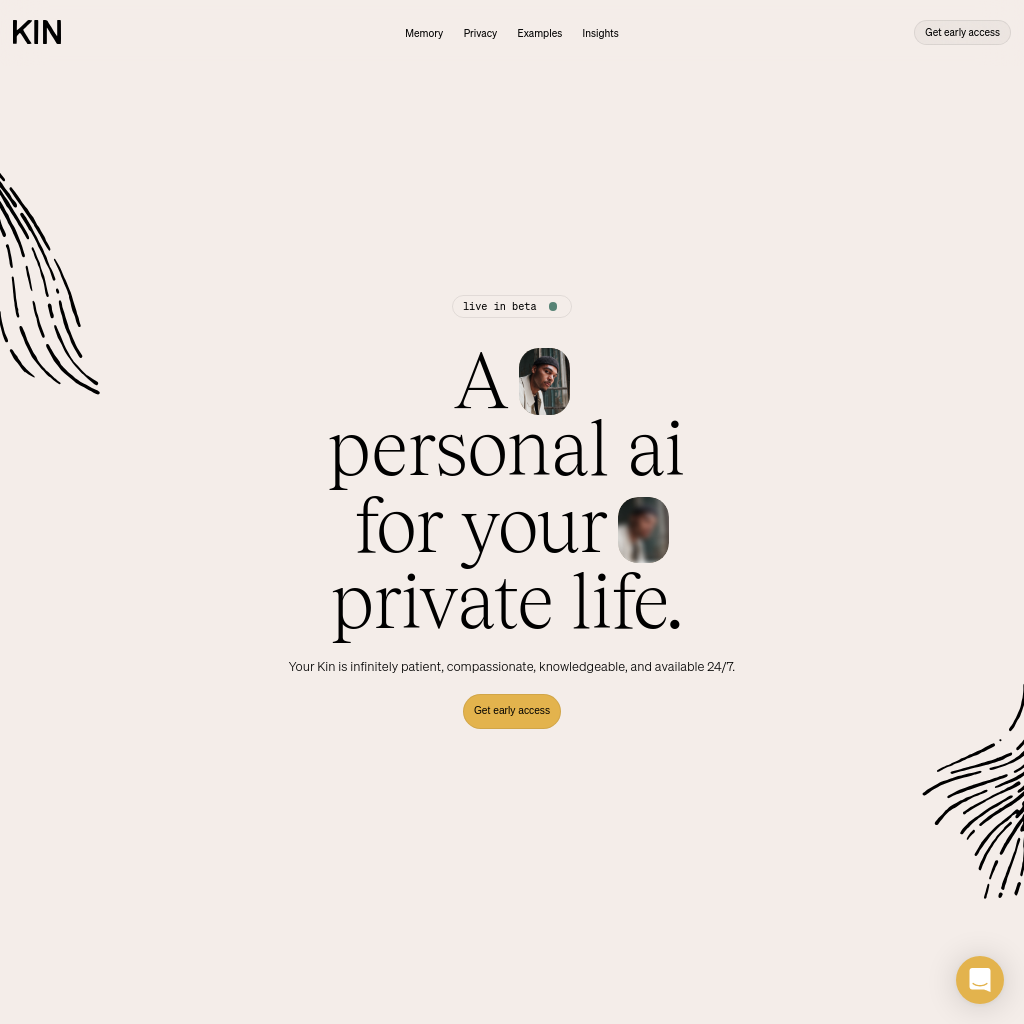 KIN
Memory Privacy Examples Insights
Get early access
live in beta
A
personal ai
for your
private life.
Your Kin is infinitely patient, compassionate, knowledgeable, and available 24/7.
Get early access